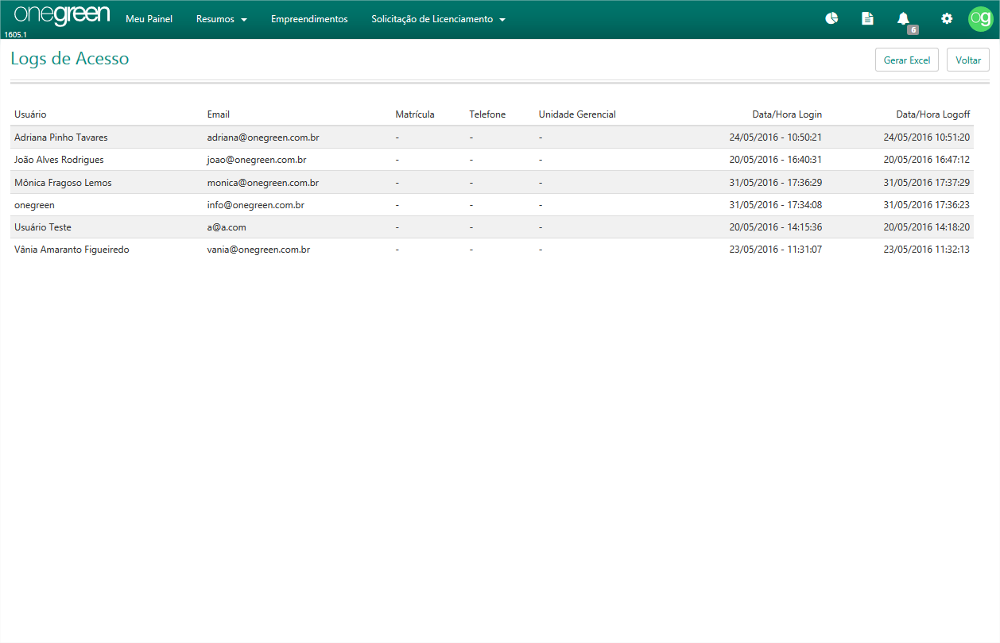 onegreen Meu Painel Resumos Empreendimentos Solicitação de Licenciamento og
1605.1 6
Logs de Acesso Gerar Excel Voltar
Usuário Email Matrícula Telefone Unidade Gerencial Data/Hora Login Data/Hora Logoff
Adriana Pinho Tavares adriana@onegreen.com.br - - - 24/05/2016 - 10:50:21 24/05/2016 10:51:20
João Alves Rodrigues joao@onegreen.com.br - - - 20/05/2016 - 16:40:31 20/05/2016 16:47:12
Mônica Fragoso Lemos monica@onegreen.com.br - - - 31/05/2016 - 17:36:29 31/05/2016 17:37:29
onegreen info@onegreen.com.br - - - 31/05/2016 - 17:34:08 31/05/2016 17:36:23
Usuário Teste a@a.com - - - 20/05/2016 - 14:15:36 20/05/2016 14:18:20
Vânia Amaranto Figueiredo vania@onegreen.com.br - - - 23/05/2016 - 11:31:07 23/05/2016 11:32:13